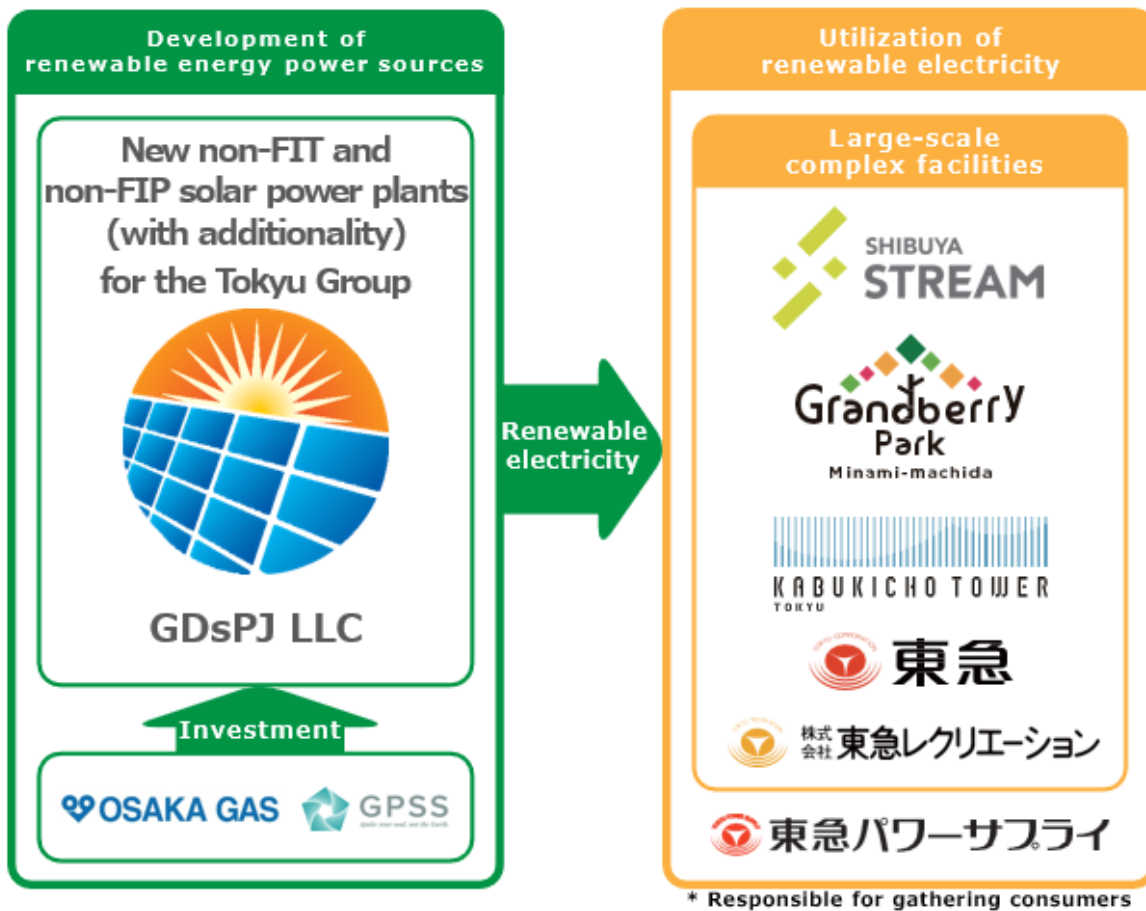 Development of
renewable energy power sources
New non-FIT and
non-FIP solar power plants
(with additionality)
for the Tokyu Group
GDsPJ LLC
Investment
OSAKA GAS
GPSS
Renewable
electricity
Utilization of
renewable electricity
Large-scale
complex facilities
SHIBUYA
STREAM
Grandberry
Park
Minami-machida
KABUKICHO TOWER
TOKYU
TOKYU CORPORATION
東急
株式
会社
東急レクリエーション
東急パワーサプライ
* Responsible for gathering consumers